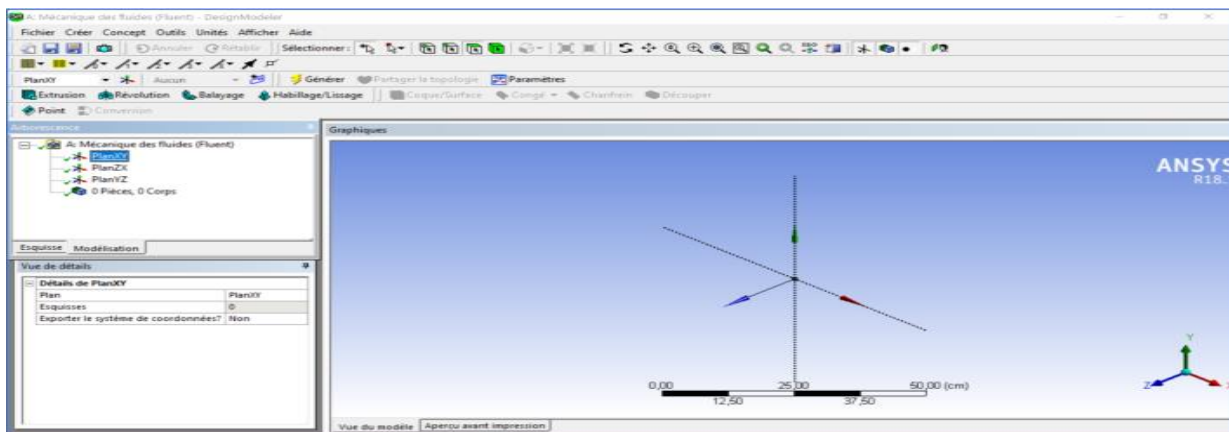 A: Mécanique des fluides (Fluent) - DesignModeler
Fichier Créer Concept Outils Unités Afficher Aide
Annuler Rétablir Sélectionner:
PlanXY Aucun Générer Partager la topologie Paramètres
Extrusion Révolution Balayage Habillage/Lissage Coque/Surface Congé Chanfrein Découper
Point Conversion
Arborescence
A: Mécanique des fluides (Fluent)
PlanXY
PlanZX
PlanYZ
0 Pièces, 0 Corps
Esquisse Modélisation
Vue de détails
Détails de PlanXY
Plan PlanXY
Esquisses 0
Exporter le système de coordonnées? Non
Graphiques
ANSYS
R18.
0,00 25,00 50,00 (cm)
12,50 37,50
Y
Z
X
Vue du modèle Aperçu avant impression